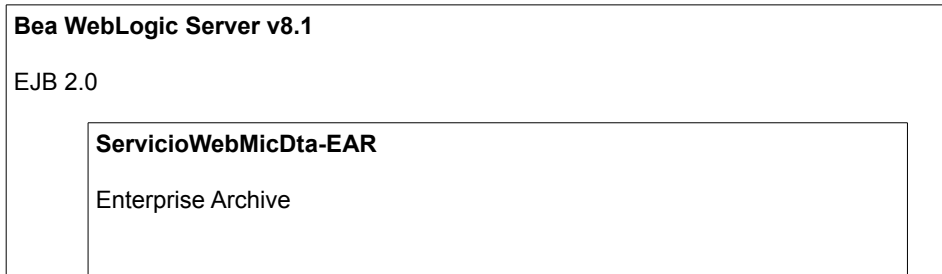 Bea WebLogic Server v8.1
EJB 2.0
ServicioWebMicDta-EAR
Enterprise Archive